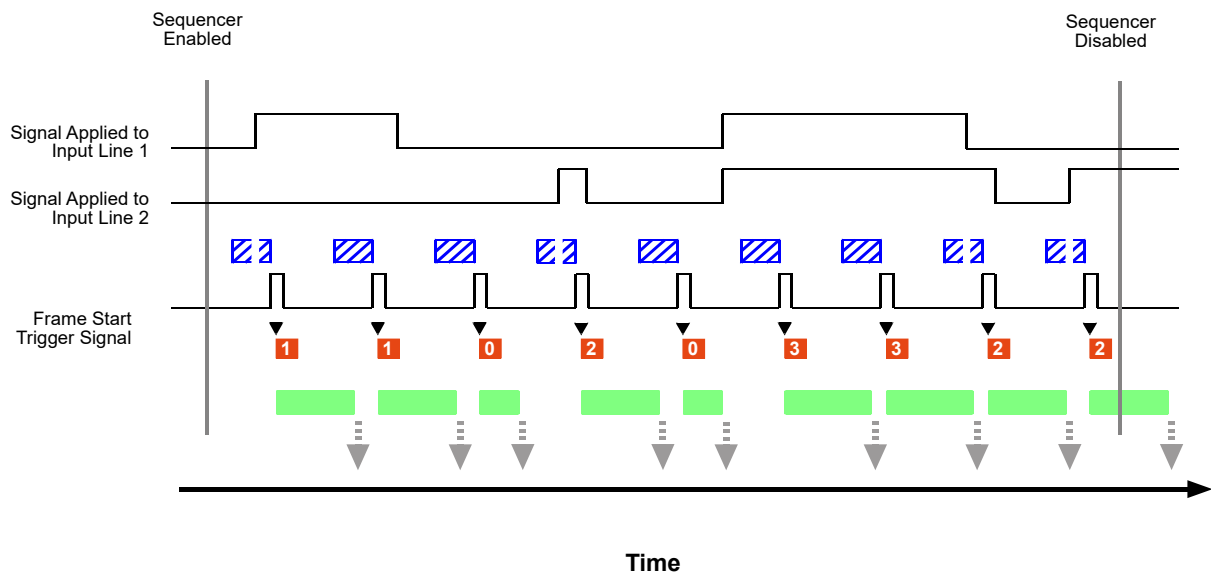 Sequencer
Enabled
Sequencer
Disabled
Signal Applied to
Input Line 1
Signal Applied to
Input Line 2
Frame Start
Trigger Signal
1 1 0 2 0 3 3 2 2
Time